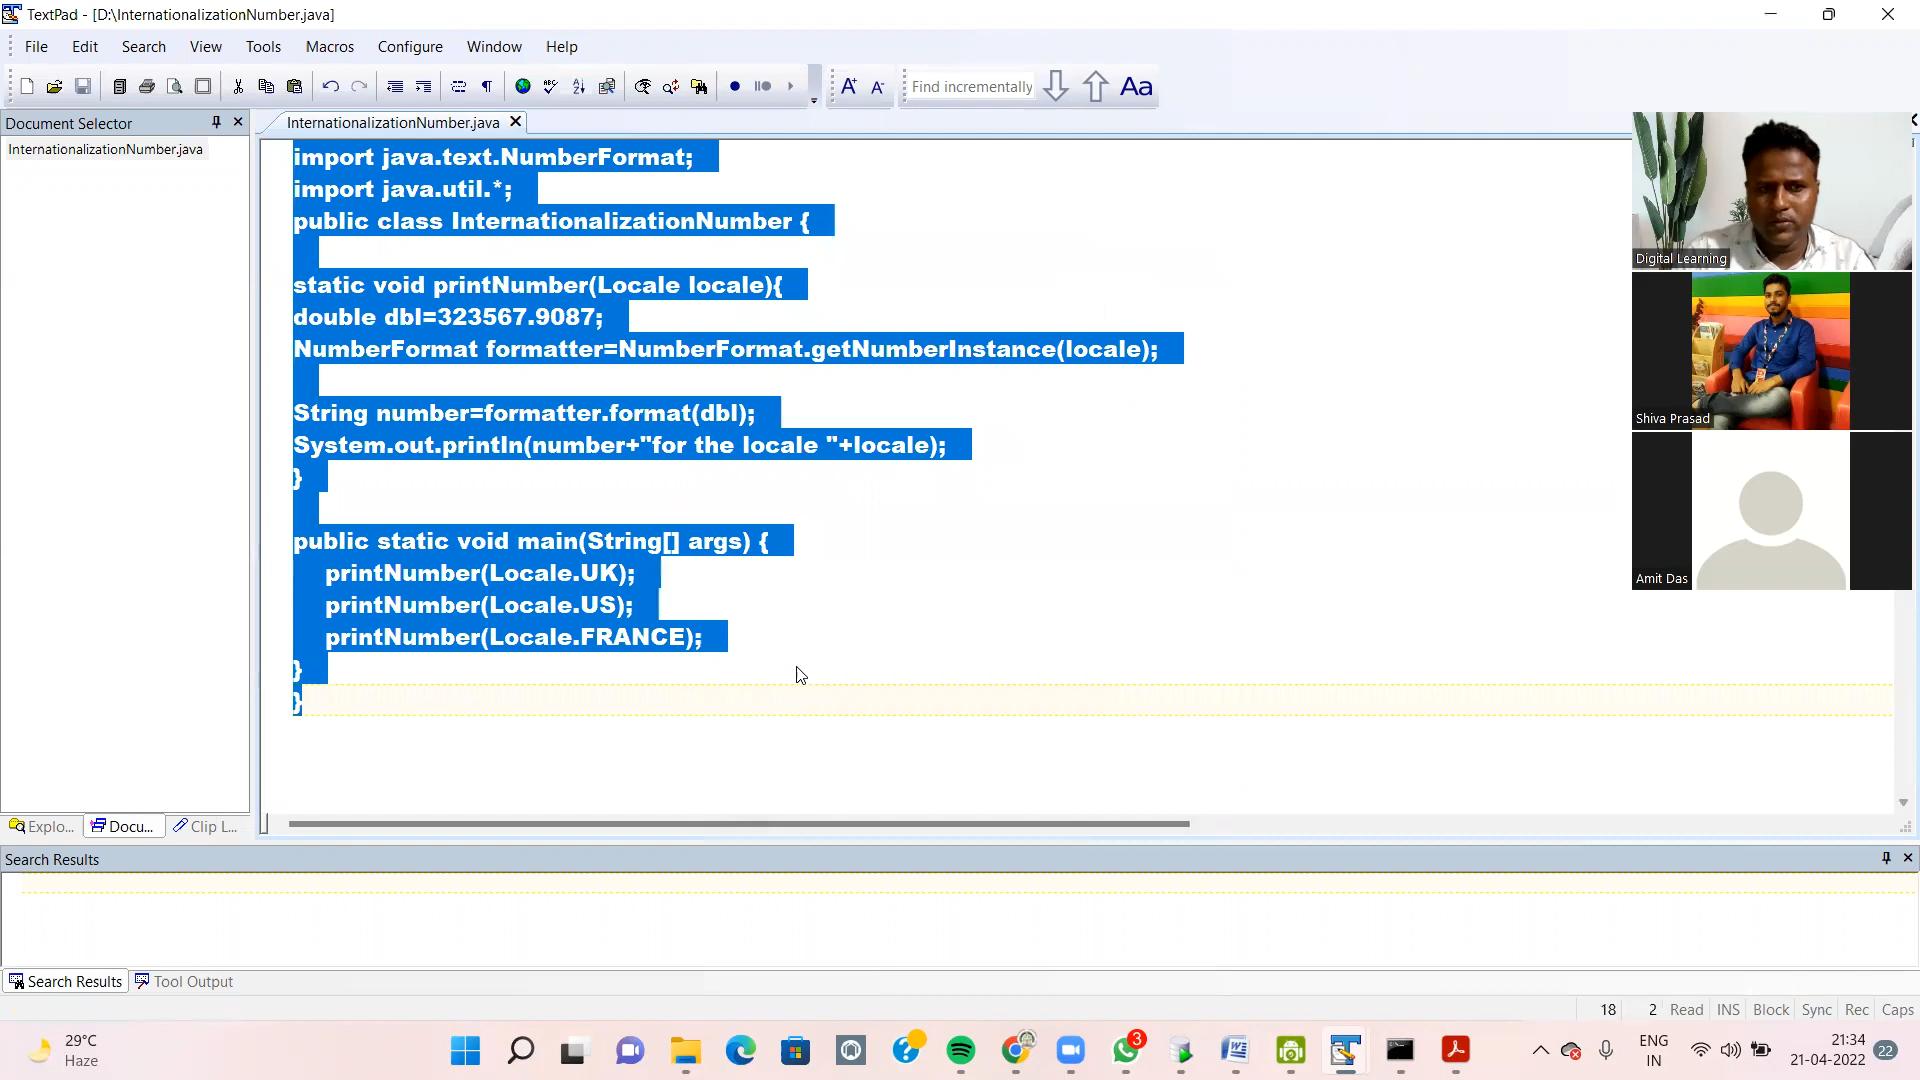 TextPad - [D:\InternationalizationNumber.java]
File Edit Search View Tools Macros Configure Window Help
Find incrementally Aa
Document Selector
InternationalizationNumber.java
InternationalizationNumber.java
import java.text.NumberFormat;
import java.util.*;
public class InternationalizationNumber {
static void printNumber(Locale locale){
double dbl=323567.9087;
NumberFormat formatter=NumberFormat.getNumberInstance(locale);
String number=formatter.format(dbl);
System.out.println(number+"for the locale "+locale);
}
public static void main(String[] args) {
printNumber(Locale.UK);
printNumber(Locale.US);
printNumber(Locale.FRANCE);
}
}
Digital Learning
Shiva Prasad
Amit Das
Explo... Docu... Clip L...
Search Results
Search Results Tool Output
18 2 Read INS Block Sync Rec Caps
29°C
Haze
3
ENG
IN
21:34
21-04-2022
22